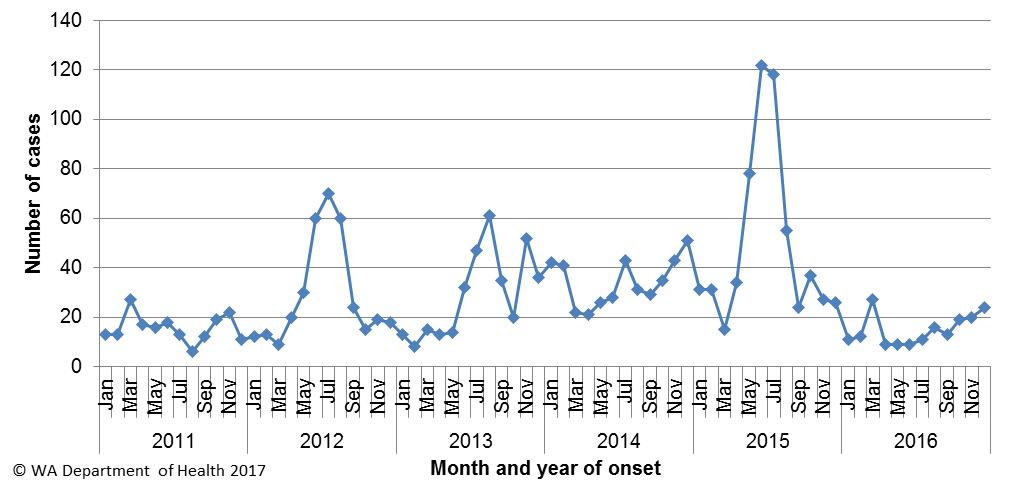 140
120
100
80
60
40
20
0
Number of cases
Jan Mar May Jul Sep Nov Jan Mar May Jul Sep Nov Jan Mar May Jul Sep Nov Jan Mar May Jul Sep Nov Jan Mar May Jul Sep Nov Jan Mar May Jul Sep Nov
2011 2012 2013 2014 2015 2016
Month and year of onset
© WA Department of Health 2017